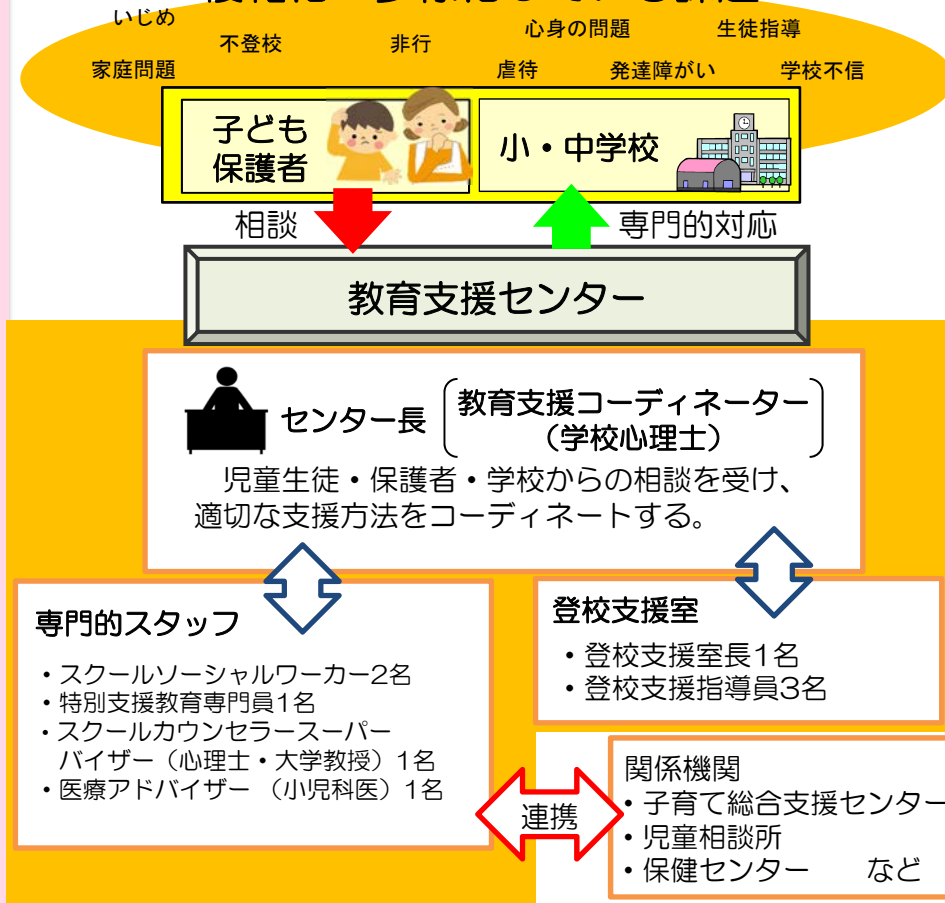 いじめ
不登校
非行
心身の問題
生徒指導
家庭問題
虐待
発達障がい
学校不信
子ども
保護者
小・中学校
相談
専門的対応
教育支援センター
センター長
教育支援コーディネーター
（学校心理士）
児童生徒・保護者・学校からの相談を受け、
適切な支援方法をコーディネートする。
専門的スタッフ
・スクールソーシャルワーカー2名
・特別支援教育専門員1名
・スクールカウンセラースーパー
バイザー（心理士・大学教授）1名
・医療アドバイザー （小児科医）1名
登校支援室
・登校支援室長1名
・登校支援指導員3名
連携
関係機関
・子育て総合支援センター
・児童相談所
・保健センター　　など